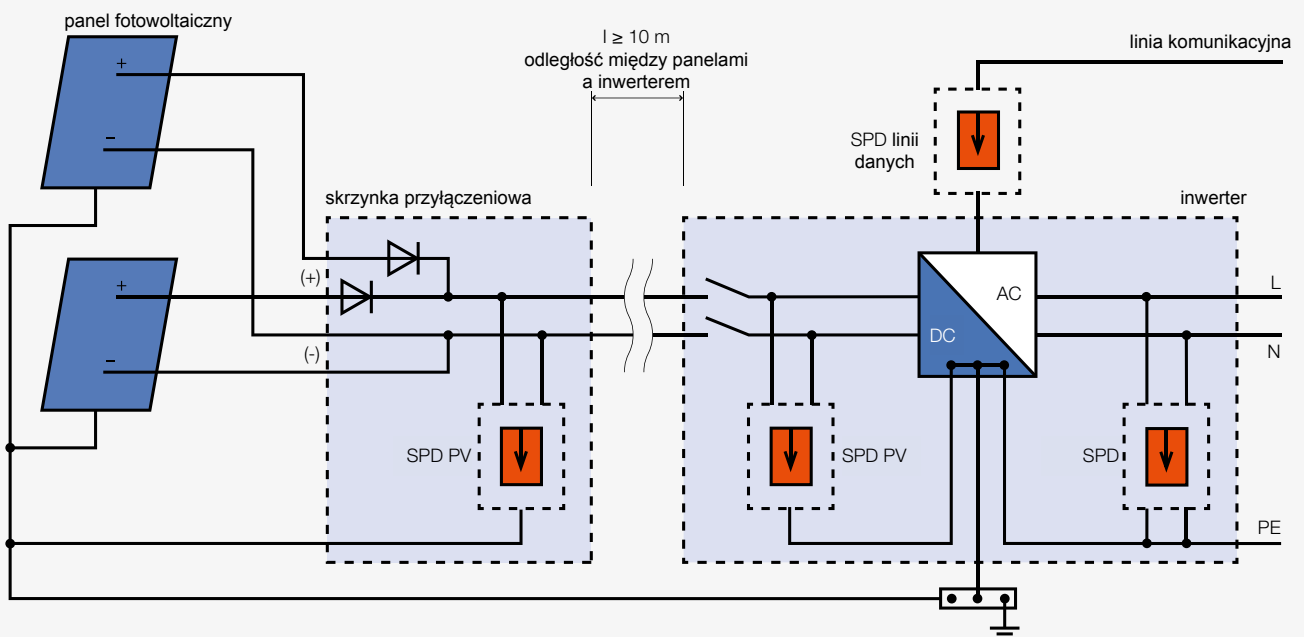 panel fotowoltaiczny
+
−
l ≥ 10 m
odległość między panelami
a inwerterem
linia komunikacyjna
SPD linii
danych
skrzynka przyłączeniowa
inwerter
(+)
+
−
(-)
AC
DC
L
N
SPD PV
SPD PV
SPD
PE